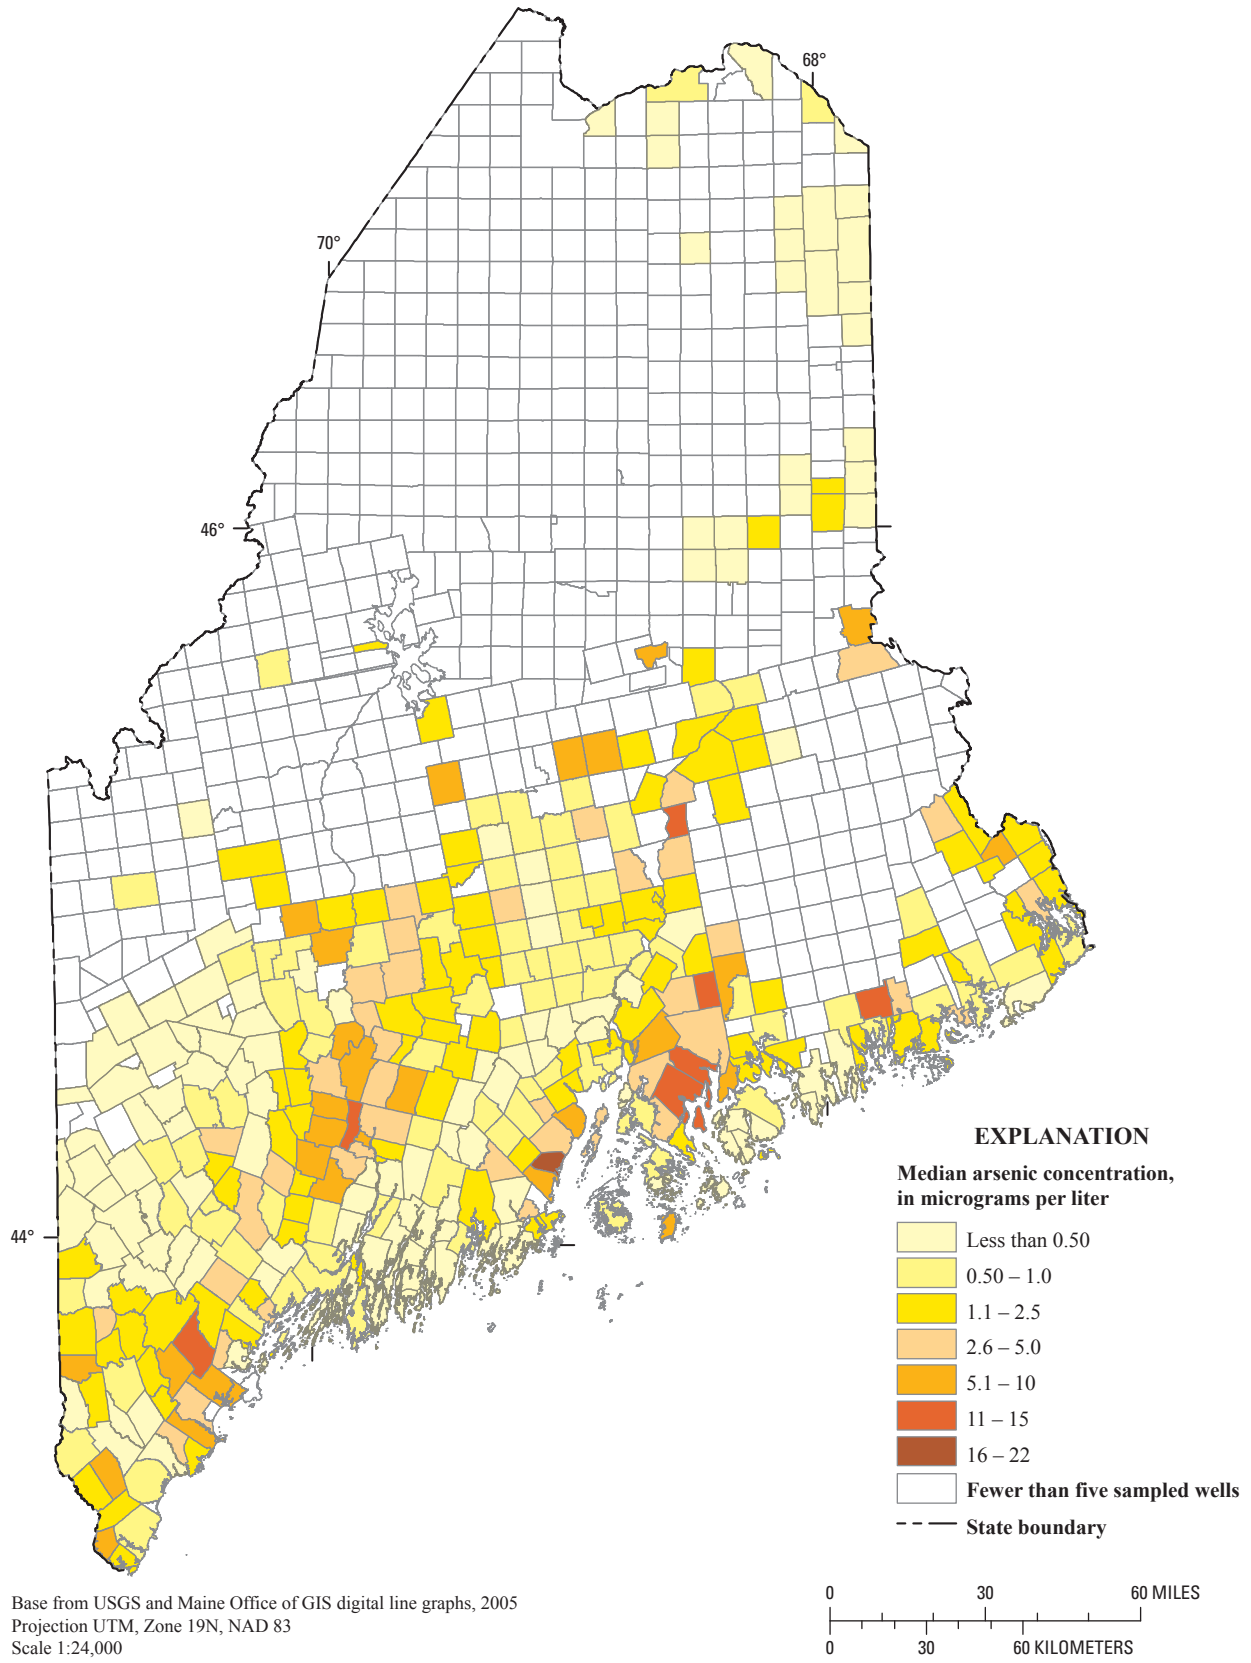 68°
70°
46°
44°
EXPLANATION
Median arsenic concentration,
in micrograms per liter
Less than 0.50
0.50 – 1.0
1.1 – 2.5
2.6 – 5.0
5.1 – 10
11 – 15
16 – 22
Fewer than five sampled wells
State boundary
0 30 60 MILES
0 30 60 KILOMETERS
Base from USGS and Maine Office of GIS digital line graphs, 2005
Projection UTM, Zone 19N, NAD 83
Scale 1:24,000